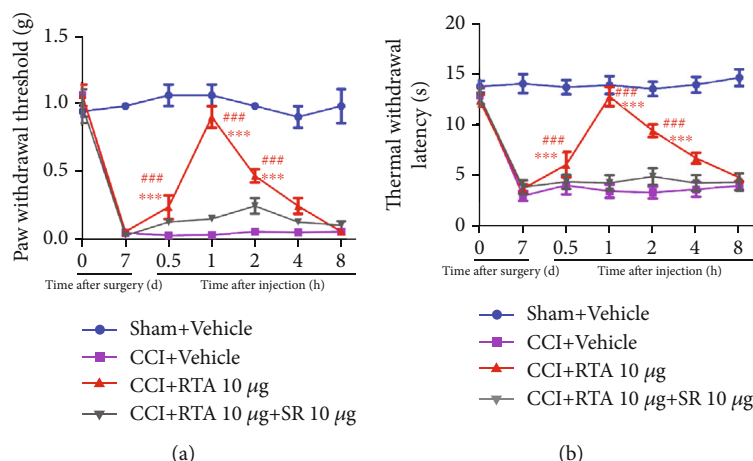 Paw withdrawal threshold (g)
1.5
1.0
0.5
0.0
###
***
###
***
###
***
0 7 0.5 1 2 4 8
Time after surgery (d) Time after injection (h)
Sham+Vehicle
CCI+Vehicle
CCI+RTA 10 μg
CCI+RTA 10 μg+SR 10 μg
(a)
Thermal withdrawal
latency (s)
20
15
10
5
0
###
***
###
***
###
***
0 7 0.5 1 2 4 8
Time after surgery (d) Time after injection (h)
Sham+Vehicle
CCI+Vehicle
CCI+RTA 10 μg
CCI+RTA 10 μg+SR 10 μg
(b)